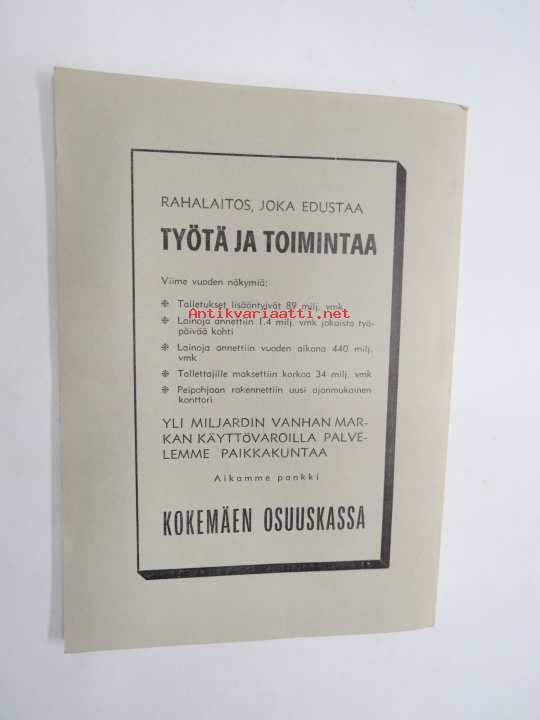 RAHALAITOS, JOKA EDUSTAA
TYÖTÄ JA TOIMINTAA
Viime vuoden näkymiä:
❉ Talletukset lisääntyivät 89 milj. vmk
Antikvariaatti.net
❉ Lainoja annettiin 1.4 milj. vmk jokaista työ-
päivää kohti
❉ Lainoja annettiin vuoden aikana 440 milj.
vmk
❉ Tallettajille maksettiin korkoa 34 milj. vmk
❉ Peipohjaan rakennettiin uusi ajanmukainen
konttori
YLI MILJARDIN VANHAN MAR-
KAN KÄYTTÖVAROILLA PALVE-
LEMME PAIKKAKUNTAA
Aikamme pankki
KOKEMÄEN OSUUSKASSA